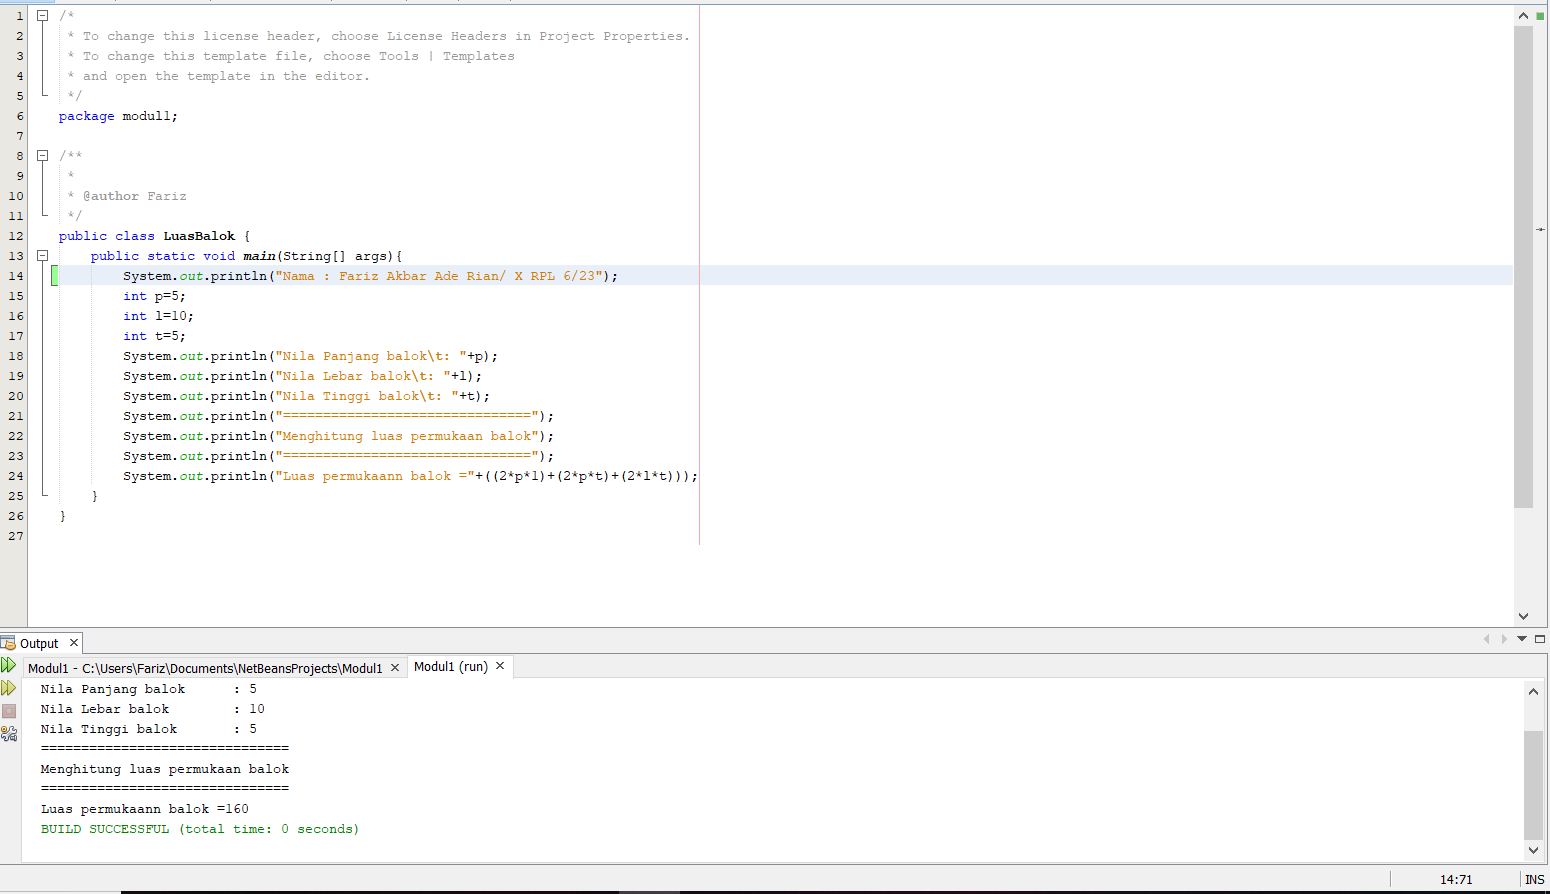 1 /*
2 * To change this license header, choose License Headers in Project Properties.
3 * To change this template file, choose Tools | Templates
4 * and open the template in the editor.
5 */
6 package modul1;
7
8 /**
9 *
10 * @author Fariz
11 */
12 public class LuasBalok {
13 public static void main(String[] args){
14 System.out.println("Nama : Fariz Akbar Ade Rian/ X RPL 6/23");
15 int p=5;
16 int l=10;
17 int t=5;
18 System.out.println("Nila Panjang balok\t: "+p);
19 System.out.println("Nila Lebar balok\t: "+l);
20 System.out.println("Nila Tinggi balok\t: "+t);
21 System.out.println("===============================");
22 System.out.println("Menghitung luas permukaan balok");
23 System.out.println("===============================");
24 System.out.println("Luas permukaann balok ="+((2*p*l)+(2*p*t)+(2*l*t)));
25 }
26 }
27
Output
Modul1 - C:\Users\Fariz\Documents\NetBeansProjects\Modul1 Modul1 (run)
Nila Panjang balok : 5
Nila Lebar balok : 10
Nila Tinggi balok : 5
===============================
Menghitung luas permukaan balok
===============================
Luas permukaann balok =160
BUILD SUCCESSFUL (total time: 0 seconds)
14:71 INS